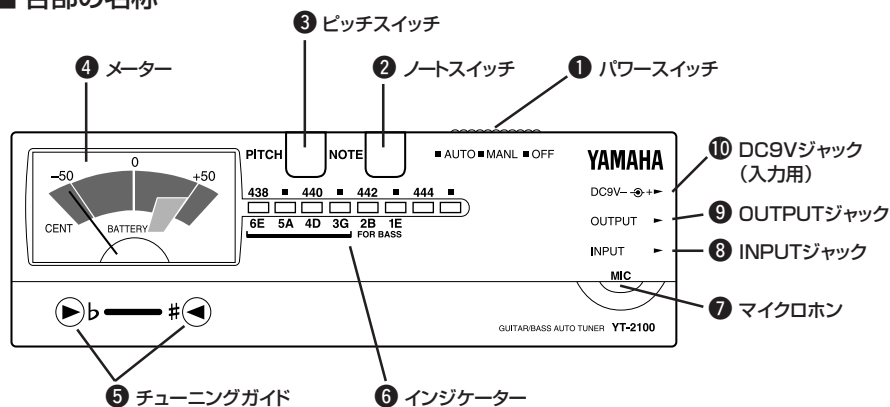 ■ 各部の名称
❸ ピッチスイッチ
❹ メーター
❷ ノートスイッチ
❶ パワースイッチ
PITCH
NOTE
■ AUTO ■ MANL ■ OFF
YAMAHA
−50
0
+50
CENT
BATTERY
438 ■ 440 ■ 442 ■ 444 ■
6E 5A 4D 3G 2B 1E
FOR BASS
DC9V− +
OUTPUT
INPUT
MIC
❿ DC9Vジャック
(入力用)
❾ OUTPUTジャック
❽ INPUTジャック
❼ マイクロホン
♭
♯
GUITAR/BASS AUTO TUNER YT-2100
❺ チューニングガイド
❻ インジケーター